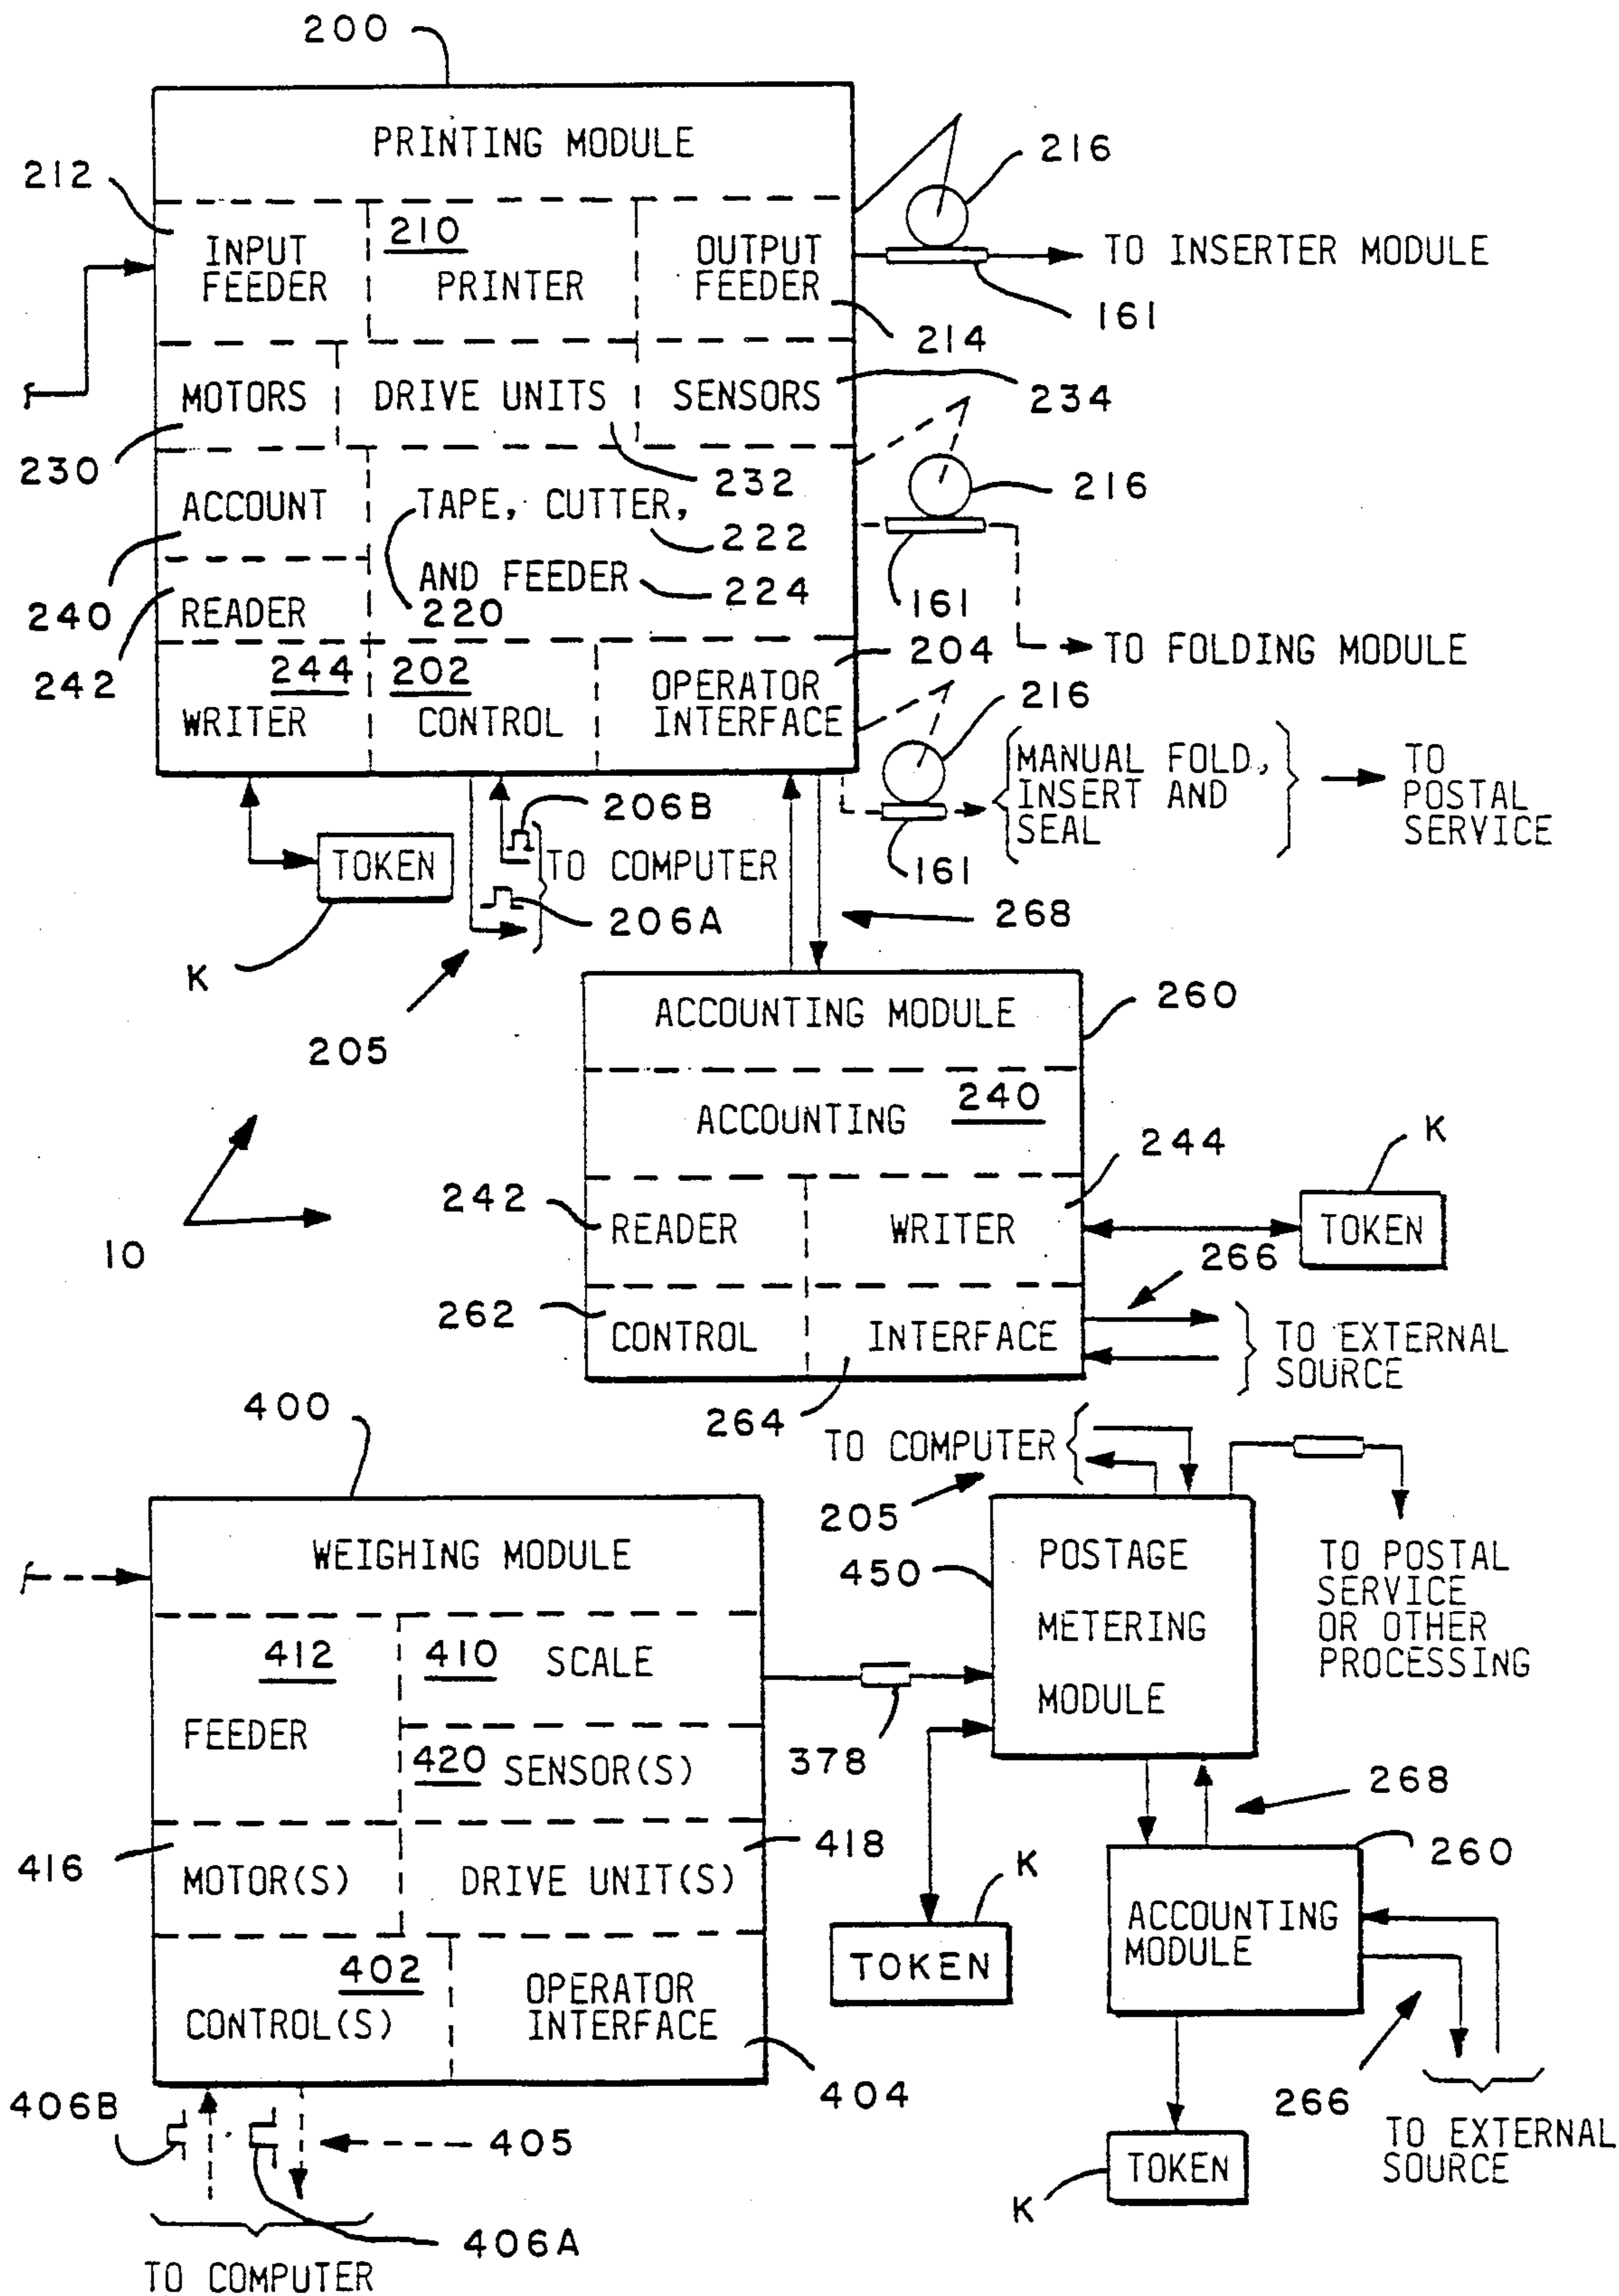 200
PRINTING MODULE
212
216
INPUT
FEEDER
210
PRINTER
OUTPUT
FEEDER
TO INSERTER MODULE
161
214
MOTORS
DRIVE UNITS
SENSORS
234
230
232
216
ACCOUNT
TAPE, CUTTER,
222
AND FEEDER
224
220
240
READER
161
242
244
WRITER
202
CONTROL
204
OPERATOR
INTERFACE
TO FOLDING MODULE
216
MANUAL FOLD,
INSERT AND
SEAL
TO
POSTAL
SERVICE
161
206B
TOKEN
TO COMPUTER
206A
268
K
205
ACCOUNTING MODULE
260
ACCOUNTING
240
K
244
242
READER
WRITER
TOKEN
10
266
262
CONTROL
INTERFACE
TO EXTERNAL
SOURCE
264
400
TO COMPUTER
205
WEIGHING MODULE
450
POSTAGE
METERING
MODULE
TO POSTAL
SERVICE
OR OTHER
PROCESSING
412
FEEDER
410
SCALE
378
420
SENSOR(S)
268
416
MOTOR(S)
418
DRIVE UNIT(S)
260
K
TOKEN
ACCOUNTING
MODULE
402
CONTROL(S)
OPERATOR
INTERFACE
404
266
406B
405
TO EXTERNAL
SOURCE
TOKEN
K
406A
TO COMPUTER